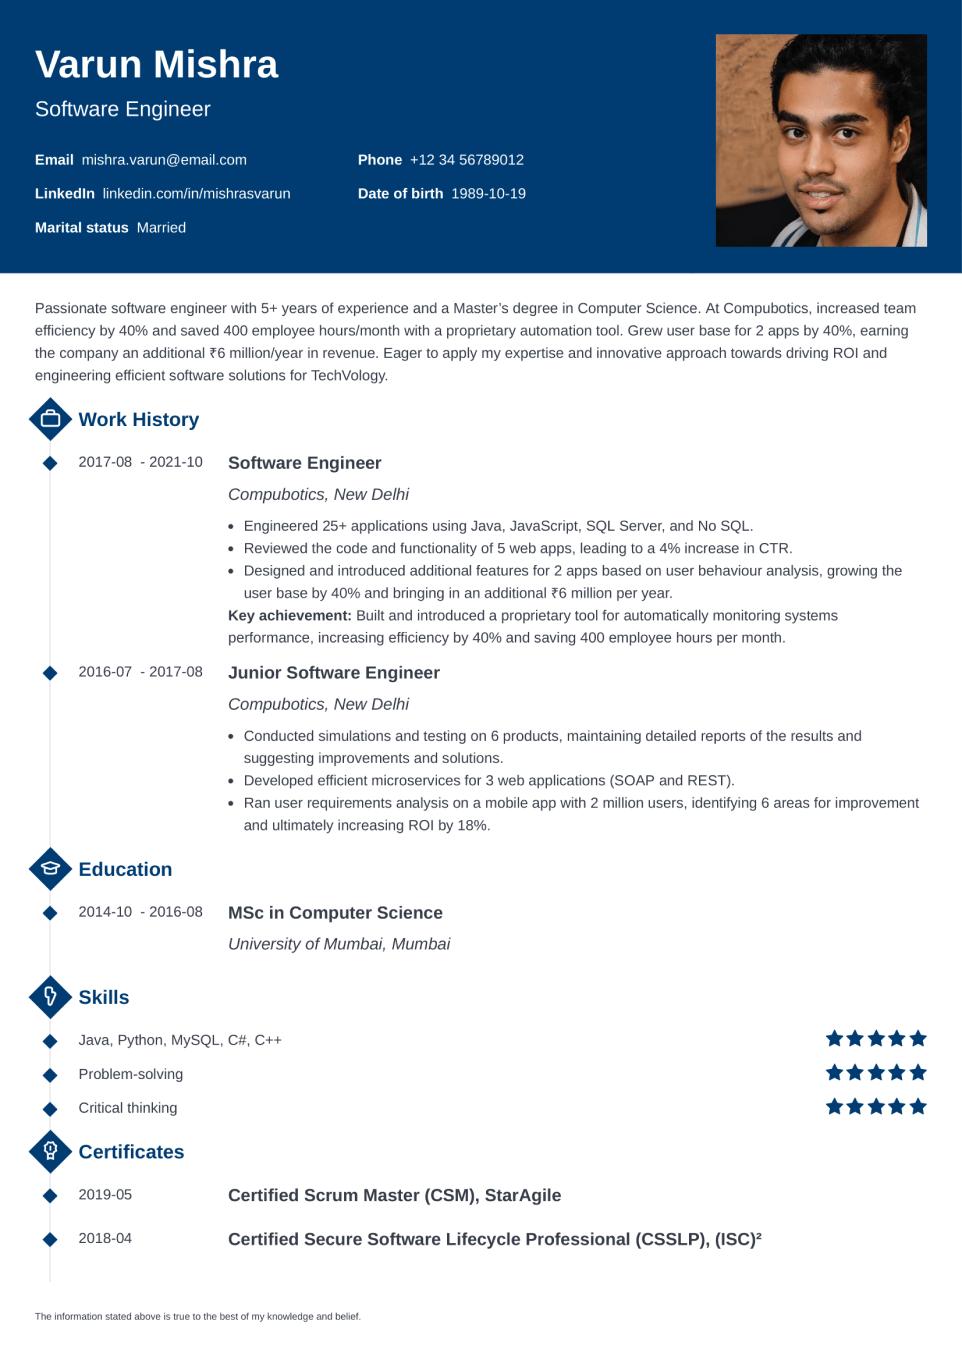 Varun Mishra
Software Engineer
Email mishra.varun@email.com
Phone +12 34 56789012
LinkedIn linkedin.com/in/mishrasvarun
Date of birth 1989-10-19
Marital status Married
Passionate software engineer with 5+ years of experience and a Master’s degree in Computer Science. At Compubotics, increased team
efficiency by 40% and saved 400 employee hours/month with a proprietary automation tool. Grew user base for 2 apps by 40%, earning
the company an additional ₹6 million/year in revenue. Eager to apply my expertise and innovative approach towards driving ROI and
engineering efficient software solutions for TechVology.
Work History
2017-08 - 2021-10 Software Engineer
Compubotics, New Delhi
• Engineered 25+ applications using Java, JavaScript, SQL Server, and No SQL.
• Reviewed the code and functionality of 5 web apps, leading to a 4% increase in CTR.
• Designed and introduced additional features for 2 apps based on user behaviour analysis, growing the
user base by 40% and bringing in an additional ₹6 million per year.
Key achievement: Built and introduced a proprietary tool for automatically monitoring systems
performance, increasing efficiency by 40% and saving 400 employee hours per month.
2016-07 - 2017-08 Junior Software Engineer
Compubotics, New Delhi
• Conducted simulations and testing on 6 products, maintaining detailed reports of the results and
suggesting improvements and solutions.
• Developed efficient microservices for 3 web applications (SOAP and REST).
• Ran user requirements analysis on a mobile app with 2 million users, identifying 6 areas for improvement
and ultimately increasing ROI by 18%.
Education
2014-10 - 2016-08 MSc in Computer Science
University of Mumbai, Mumbai
Skills
Java, Python, MySQL, C#, C++
Problem-solving
Critical thinking
Certificates
2019-05 Certified Scrum Master (CSM), StarAgile
2018-04 Certified Secure Software Lifecycle Professional (CSSLP), (ISC)²
The information stated above is true to the best of my knowledge and belief.